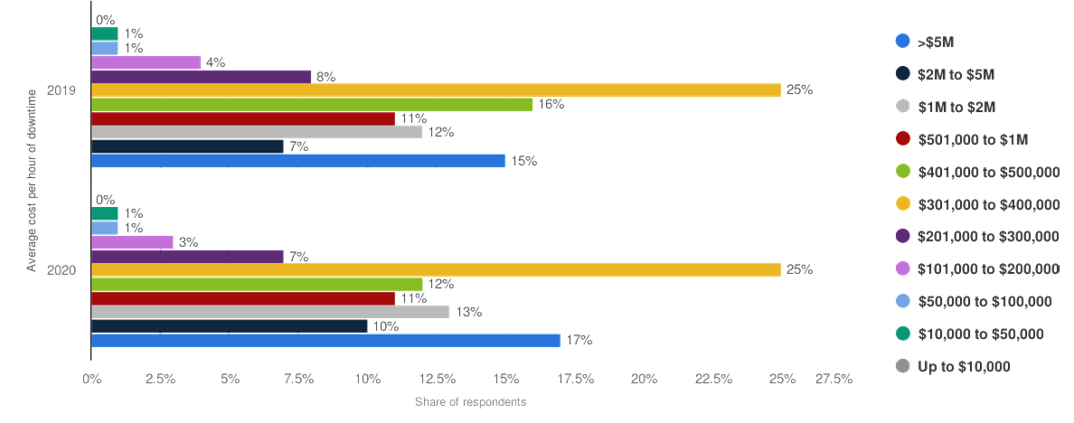 Average cost per hour of downtime
2019
0%
1%
1%
4%
8%
25%
16%
11%
12%
7%
15%
2020
0%
1%
1%
3%
7%
25%
12%
11%
13%
10%
17%
0% 2.5% 5% 7.5% 10% 12.5% 15% 17.5% 20% 22.5% 25% 27.5%
Share of respondents
>$5M
$2M to $5M
$1M to $2M
$501,000 to $1M
$401,000 to $500,000
$301,000 to $400,000
$201,000 to $300,000
$101,000 to $200,000
$50,000 to $100,000
$10,000 to $50,000
Up to $10,000